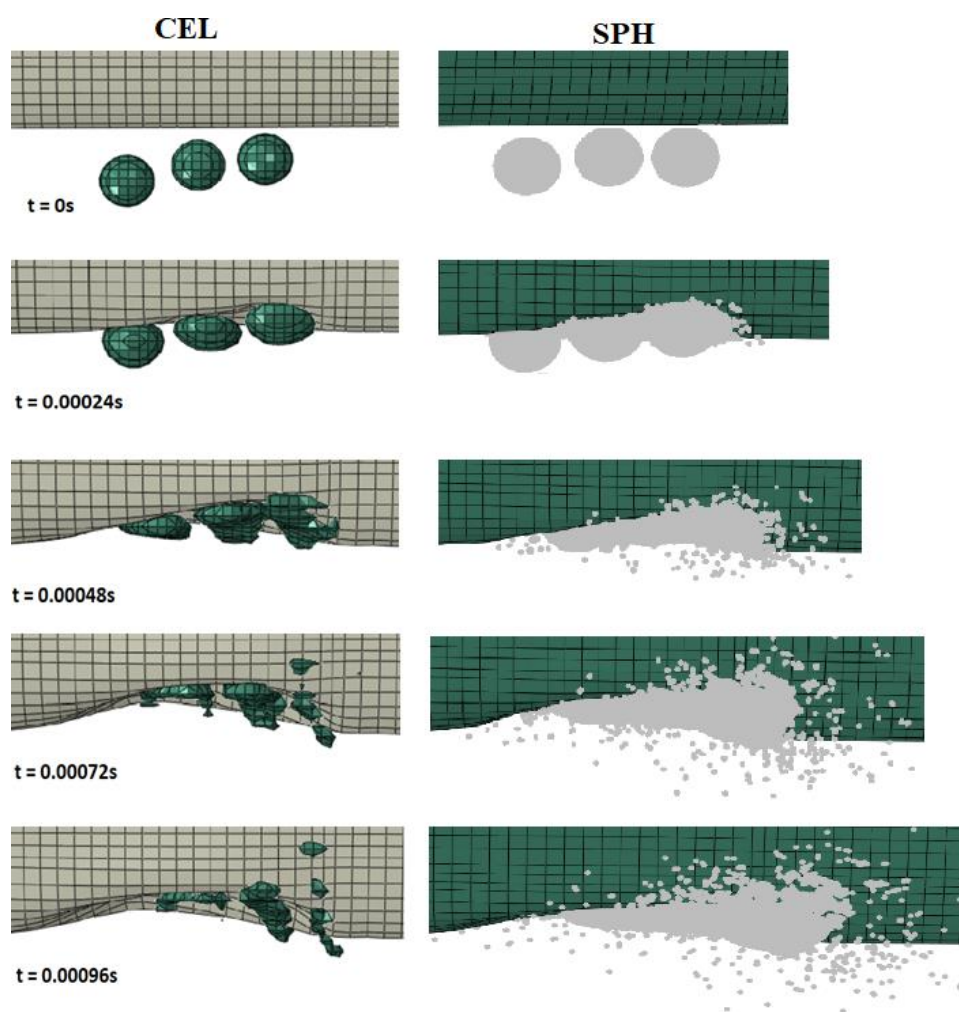 CEL
SPH
t = 0s
t = 0.00024s
t = 0.00048s
t = 0.00072s
t = 0.00096s